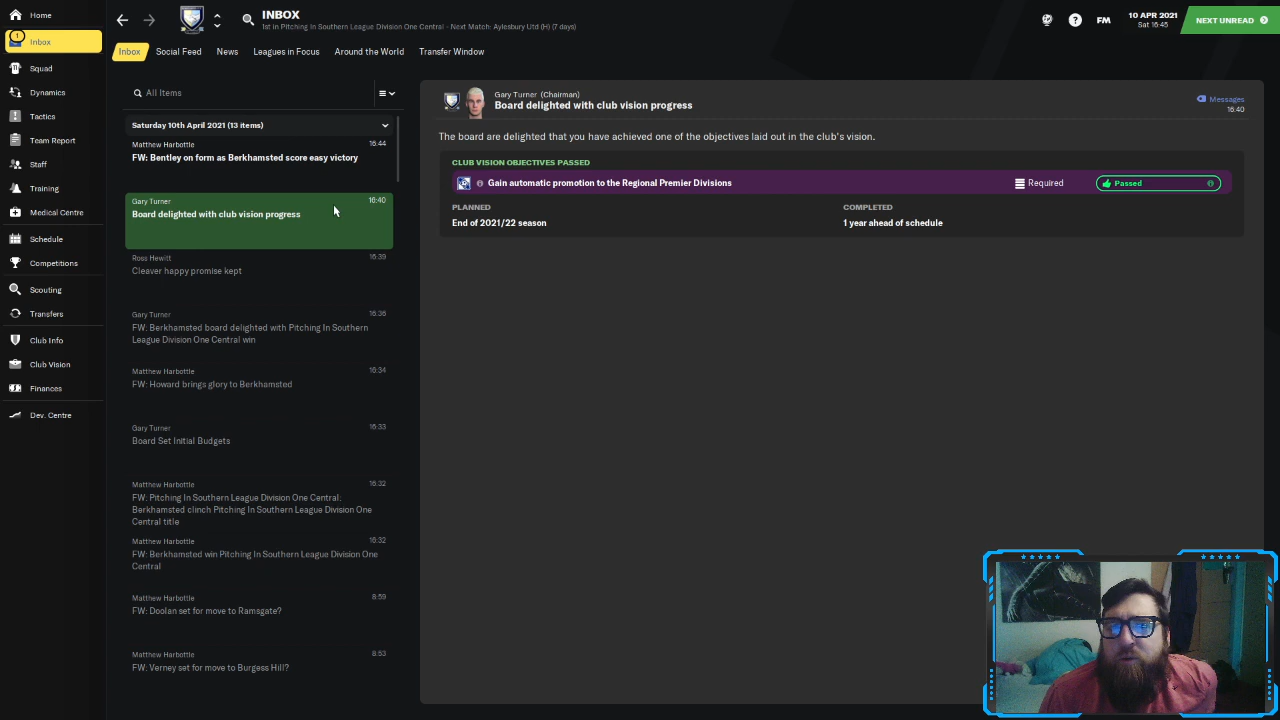 Home
1
Inbox
Squad
Dynamics
Tactics
Team Report
Staff
Training
Medical Centre
Schedule
Competitions
Scouting
Transfers
Club Info
Club Vision
Finances
Dev. Centre
INBOX
1st in Pitching In Southern League Division One Central - Next Match: Aylesbury Utd (H) (7 days)
?
FM
10 APR 2021
Sat 16:45
NEXT UNREAD
Inbox
Social Feed
News
Leagues in Focus
Around the World
Transfer Window
All Items
Saturday 10th April 2021 (13 items)
Matthew Harbottle
16:44
FW: Bentley on form as Berkhamsted score easy victory
Gary Turner
16:40
Board delighted with club vision progress
Ross Hewitt
16:39
Cleaver happy promise kept
Gary Turner
16:36
FW: Berkhamsted board delighted with Pitching In Southern
League Division One Central win
Matthew Harbottle
16:34
FW: Howard brings glory to Berkhamsted
Gary Turner
16:33
Board Set Initial Budgets
Matthew Harbottle
16:32
FW: Pitching In Southern League Division One Central:
Berkhamsted clinch Pitching In Southern League Division One
Central title
Matthew Harbottle
16:32
FW: Berkhamsted win Pitching In Southern League Division One
Central
Matthew Harbottle
8:59
FW: Doolan set for move to Ramsgate?
Matthew Harbottle
8:53
FW: Verney set for move to Burgess Hill?
Gary Turner (Chairman)
Board delighted with club vision progress
Messages
16:40
The board are delighted that you have achieved one of the objectives laid out in the club's vision.
CLUB VISION OBJECTIVES PASSED
Gain automatic promotion to the Regional Premier Divisions
Required
Passed
PLANNED
COMPLETED
End of 2021/22 season
1 year ahead of schedule